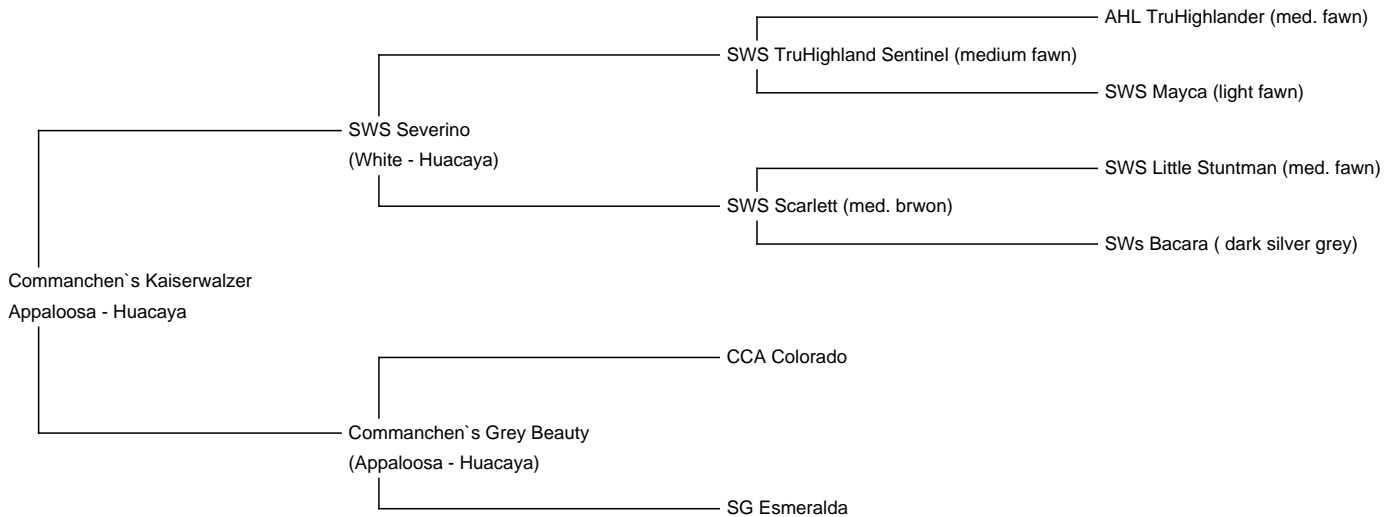 AHL TruHighlander (med. fawn)
SWS TruHighland Sentinel (medium fawn)
SWS Mayca (light fawn)
SWS Severino
(White - Huacaya)
SWS Little Stuntman (med. fawn)
SWS Scarlett (med. brwon)
SWs Bacara ( dark silver grey)
Commanchen`s Kaiserwalzer
Appaloosa - Huacaya
CCA Colorado
Commanchen`s Grey Beauty
(Appaloosa - Huacaya)
SG Esmeralda